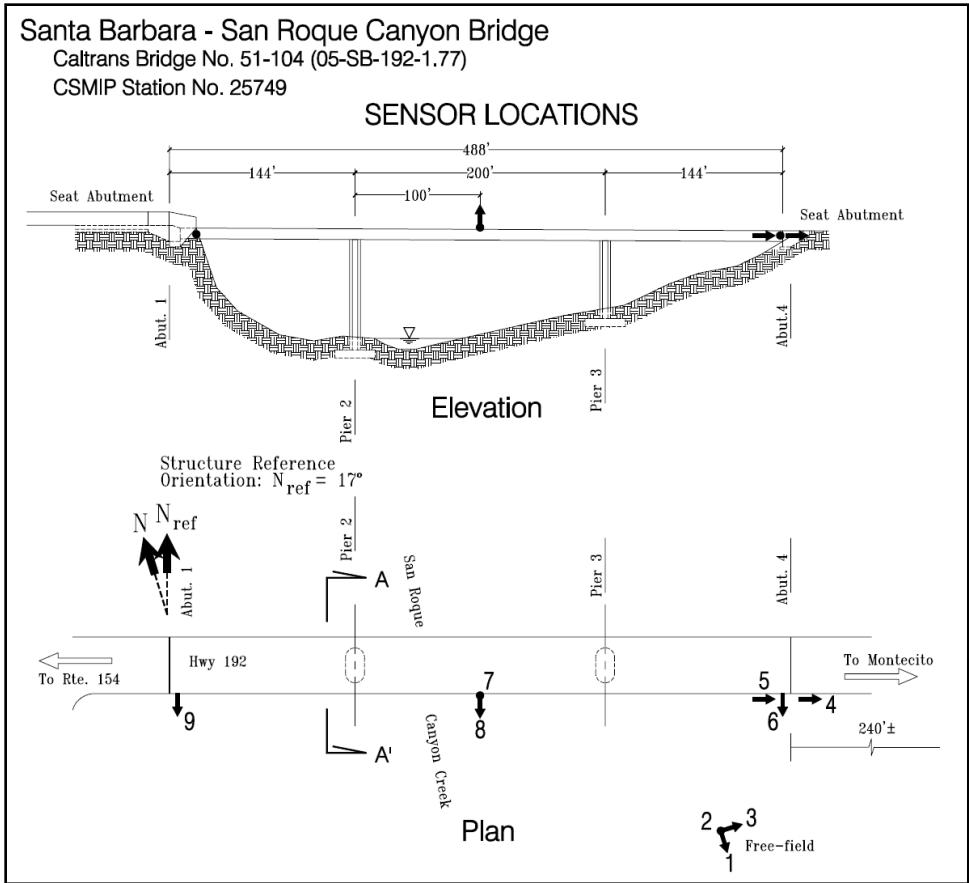 Santa Barbara - San Roque Canyon Bridge
Caltrans Bridge No. 51-104 (05-SB-192-1.77)
CSMIP Station No. 25749
SENSOR LOCATIONS
488'
144'
200'
144'
100'
Seat Abutment
Seat Abutment
Abut. 1
Abut.4
Pier 2
Pier 3
Elevation
Structure Reference
Orientation: Nref = 17°
N
Nref
Abut. 1
Pier 2
Pier 3
Abut. 4
A
San Roque
Hwy 192
To Rte. 154
To Montecito
9
7
8
5
6
4
240'±
A'
Canyon Creek
Plan
2
3
1
Free-field